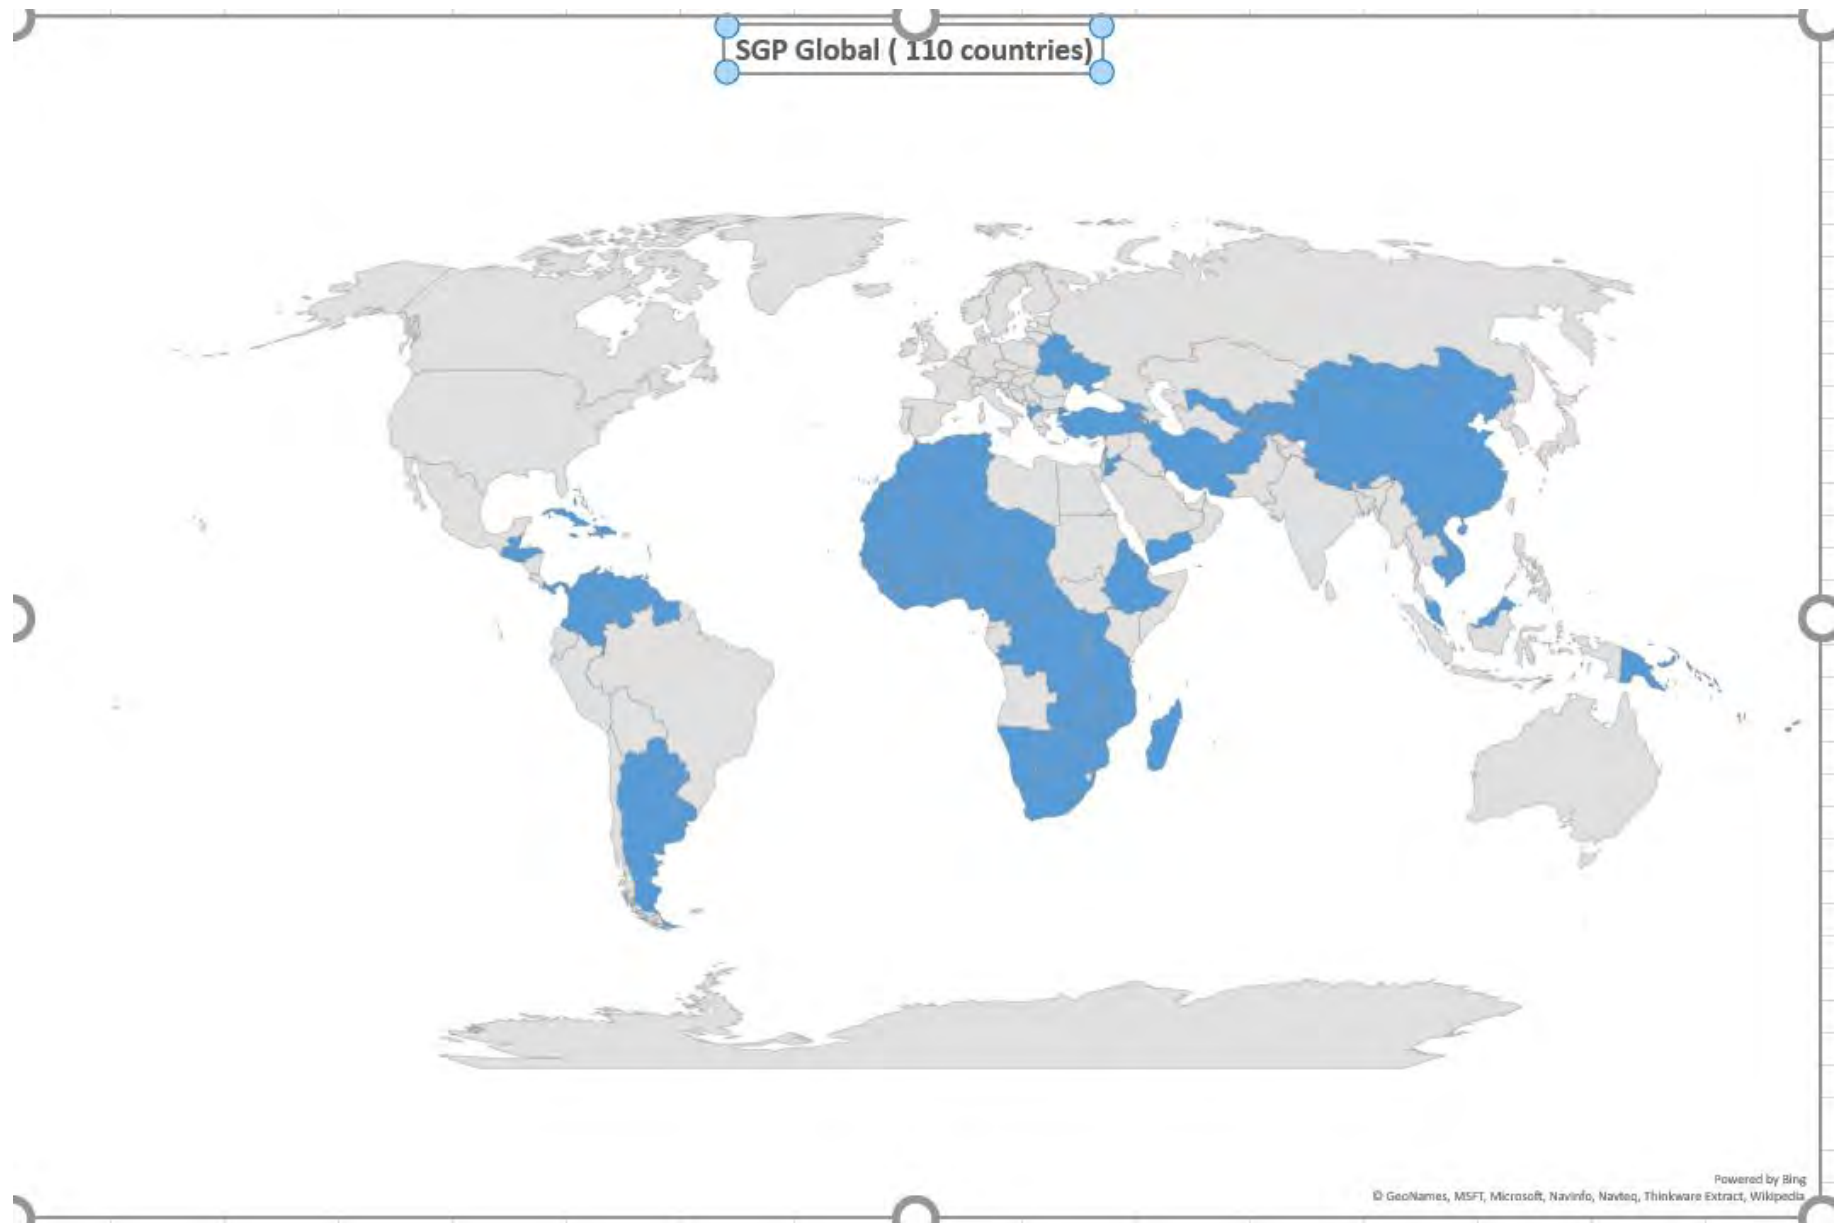 SGP Global ( 110 countries)
Powered by Bing
© GeoNames, MSFT, Microsoft, NavInfo, Navteq, Thinkware Extract, Wikipedia